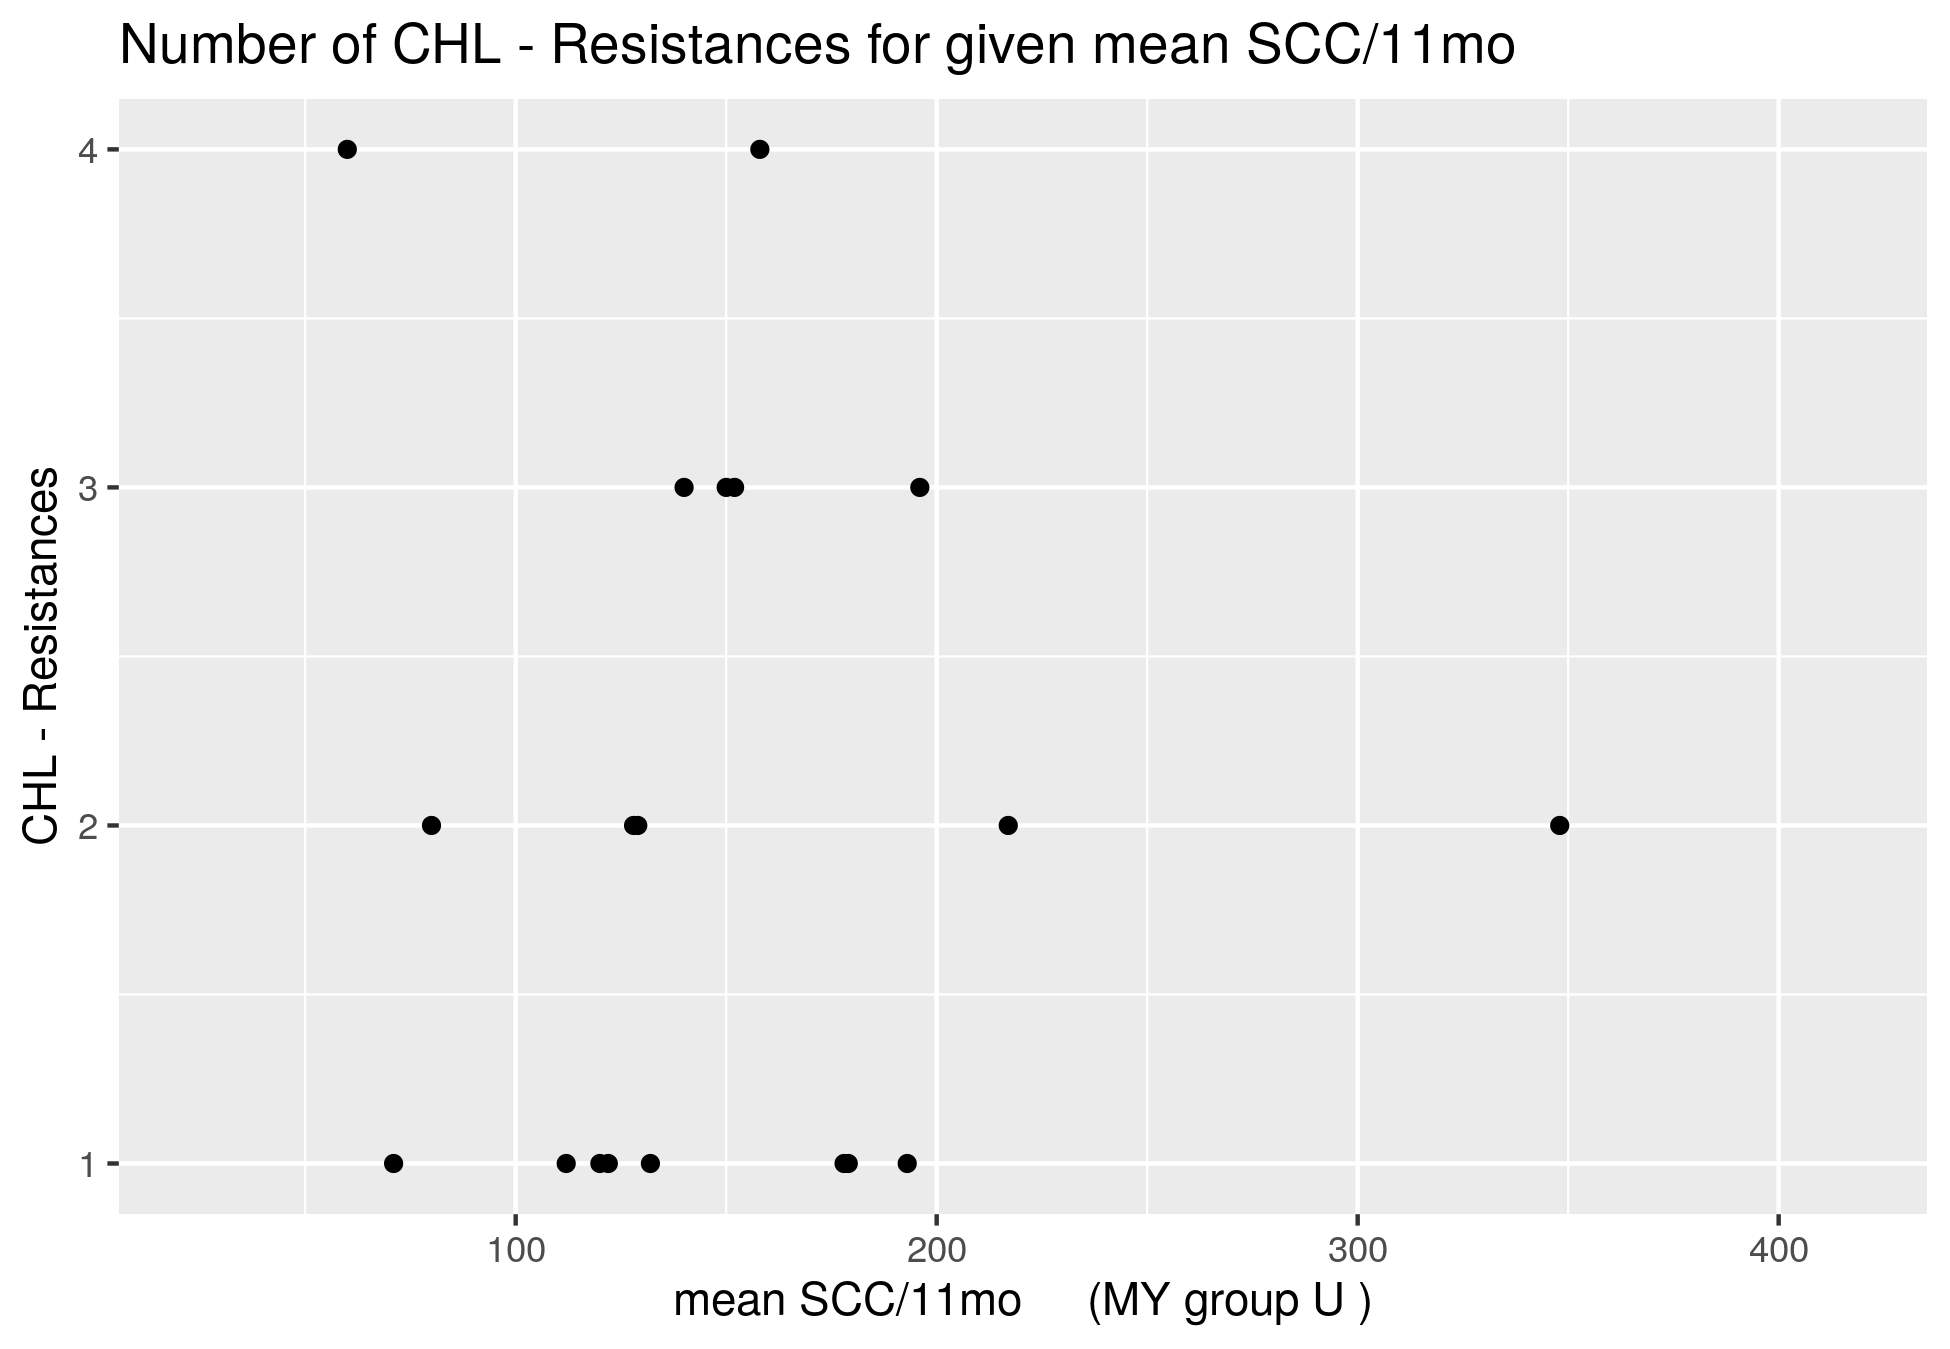 Number of CHL - Resistances for given mean SCC/11mo
CHL - Resistances
4
3
2
1
100 200 300 400
mean SCC/11mo (MY group U )